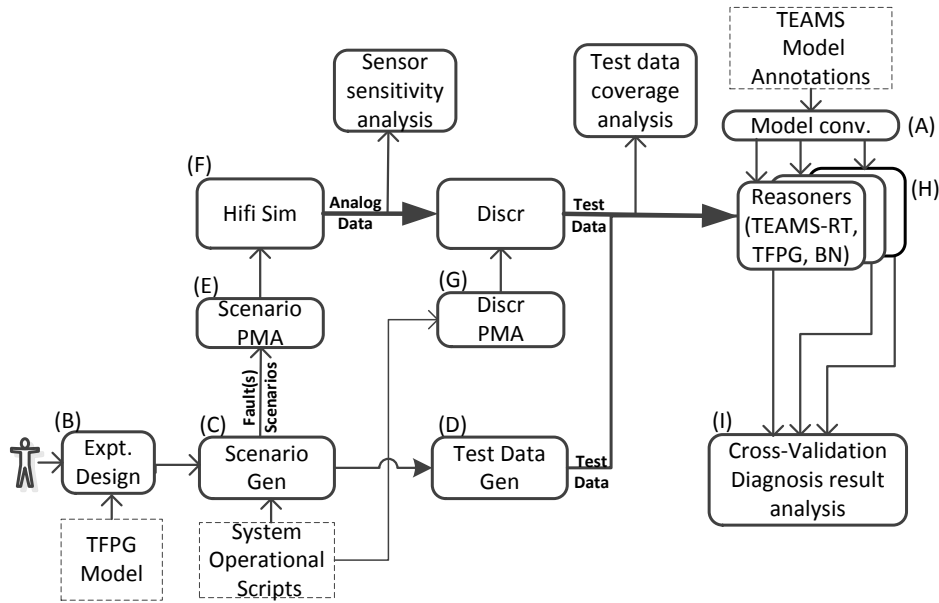 TEAMS
Model
Annotations
Sensor
sensitivity
analysis
Test data
coverage
analysis
Model conv.
(A)
(F)
(H)
Hifi Sim
Analog
Data
Discr
Test
Data
Reasoners
(TEAMS-RT,
TFPG, BN)
(E)
Scenario
PMA
(G)
Discr
PMA
Fault(s)
Scenarios
(B)
Expt.
Design
(C)
Scenario
Gen
(D)
Test Data
Gen
Test
Data
(I)
Cross-Validation
Diagnosis result
analysis
TFPG
Model
System
Operational
Scripts